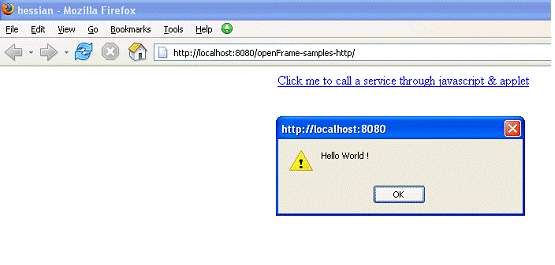 hessian - Mozilla Firefox
File Edit View Go Bookmarks Tools Help
http://localhost:8080/openFrame-samples-http/
Click me to call a service through javascript & applet
http://localhost:8080
Hello World !
OK